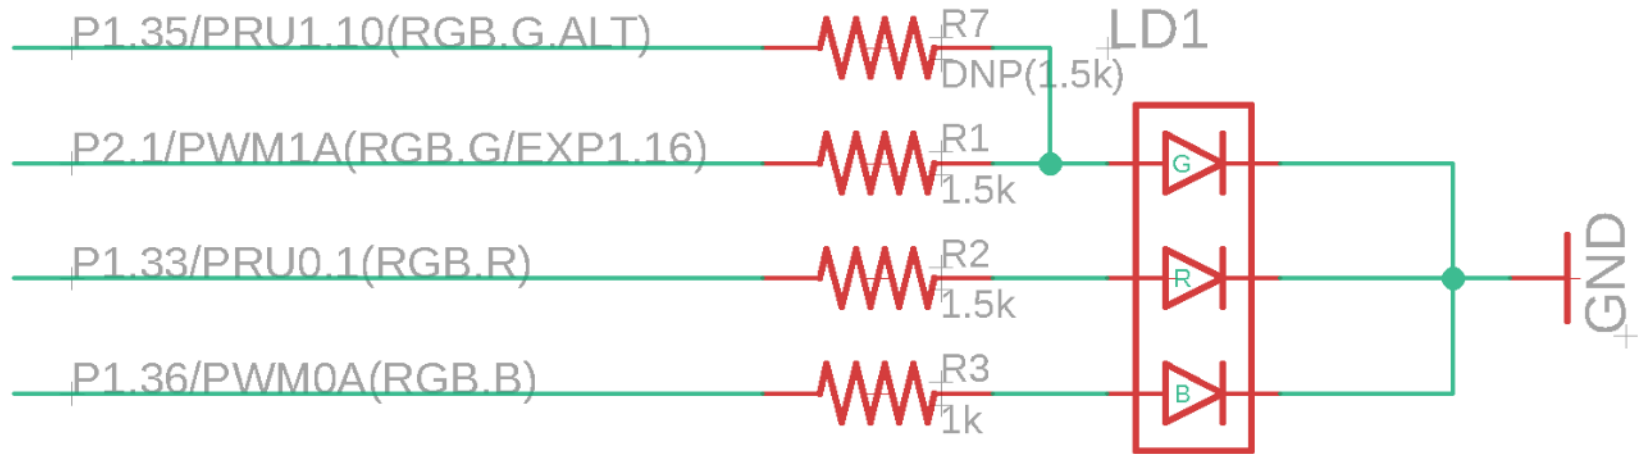 P1.35/PRU1.10(RGB.G.ALT)
R7
LD1
DNP(1.5k)
P2.1/PWM1A(RGB.G/EXP1.16)
R1
1.5k
G
P1.33/PRU0.1(RGB.R)
R2
1.5k
R
GND
P1.36/PWM0A(RGB.B)
R3
1k
B